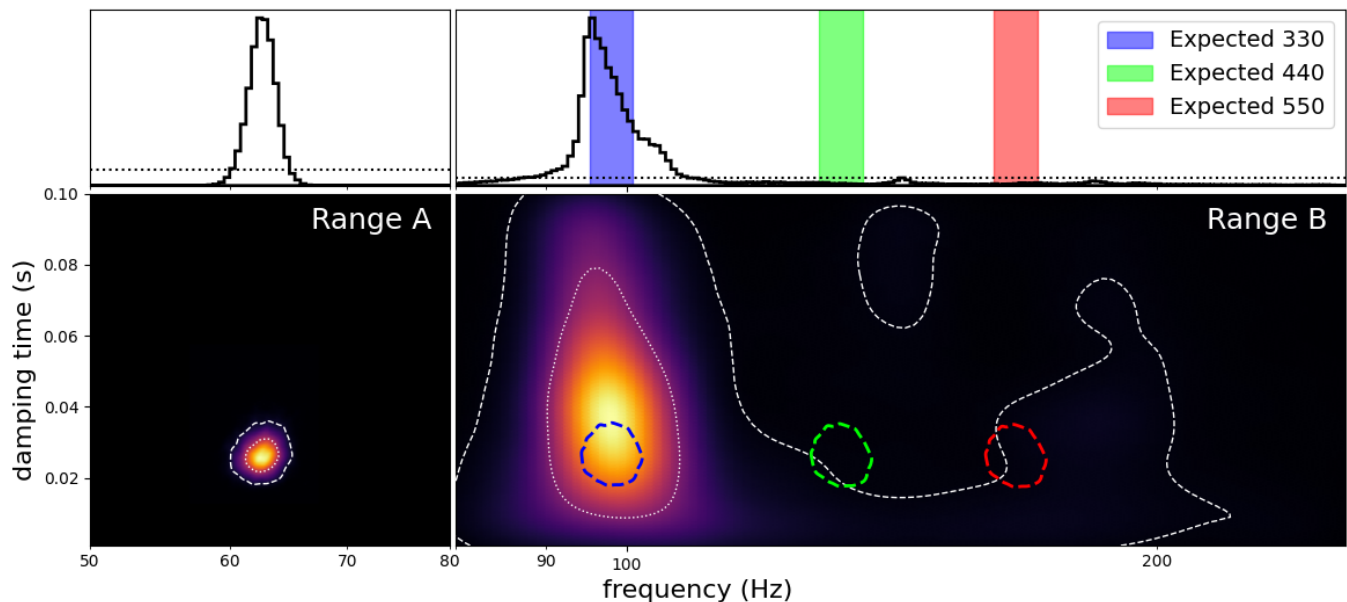 Expected 330
Expected 440
Expected 550
Range A
Range B
0.10
0.08
0.06
0.04
0.02
damping time (s)
50
60
70
80
90
100
200
frequency (Hz)